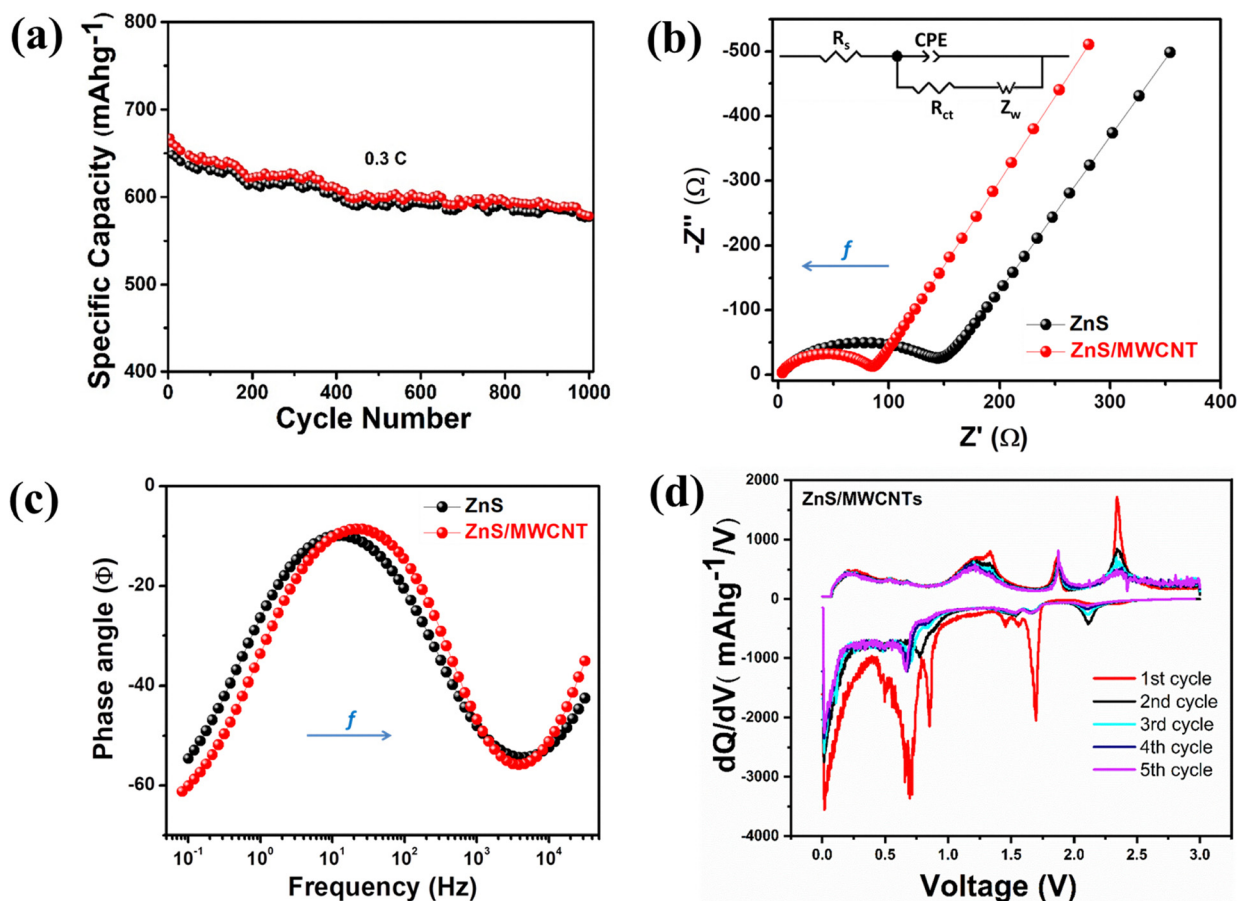 (a)
Specific Capacity (mAhg⁻¹)
800
700
600
500
400
0.3 C
0 200 400 600 800 1000
Cycle Number
(b)
-Z'' (Ω)
-500
-400
-300
-200
-100
0
Rs
CPE
Rct
Zw
f
ZnS
ZnS/MWCNT
0 100 200 300 400
Z' (Ω)
(c)
Phase angle (Φ)
0
-20
-40
-60
ZnS
ZnS/MWCNT
f
10⁻¹ 10⁰ 10¹ 10² 10³ 10⁴
Frequency (Hz)
(d)
dQ/dV( mAhg⁻¹/V)
2000
1000
0
-1000
-2000
-3000
-4000
ZnS/MWCNTs
1st cycle
2nd cycle
3rd cycle
4th cycle
5th cycle
0.0 0.5 1.0 1.5 2.0 2.5 3.0
Voltage (V)